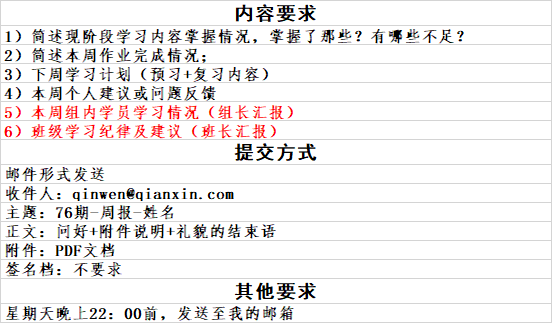 内容要求
1）简述现阶段学习内容掌握情况，掌握了那些？有哪些不足？
2）简述本周作业完成情况；
3）下周学习计划（预习+复习内容）
4）本周个人建议或问题反馈
5）本周组内学员学习情况（组长汇报）
6）班级学习纪律及建议（班长汇报）
提交方式
邮件形式发送
收件人：qinwen@qianxin.com
主题：76期-周报-姓名
正文：问好+附件说明+礼貌的结束语
附件：PDF文档
签名档：不要求
其他要求
星期天晚上22：00前，发送至我的邮箱